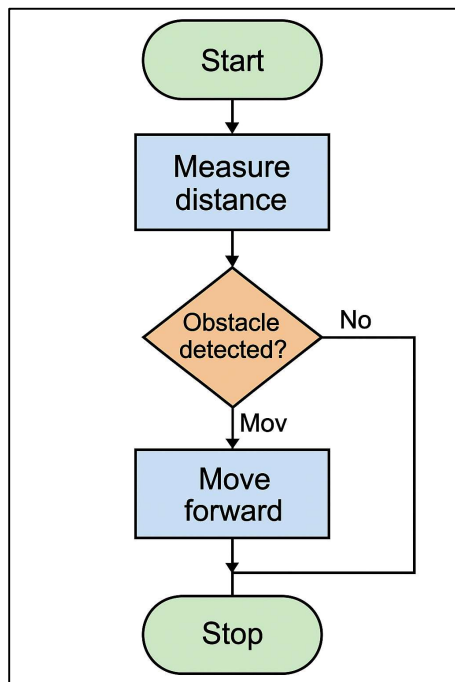 Start
Measure
distance
Obstacle
detected?
No
Mov
Move
forward
Stop